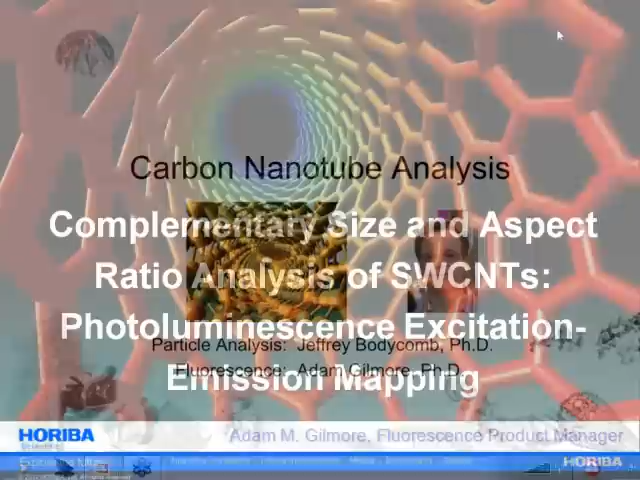 Carbon Nanotube Analysis
Complementary Size and Aspect
Ratio Analysis of SWCNTs:
Photoluminescence Excitation-
Particle Analysis: Jeffrey Bodycomb, Ph.D.
Fluorescence: Adam Gilmore, Ph.D.
Emission Mapping
HORIBA
Adam M. Gilmore, Fluorescence Product Manager
HORIBA